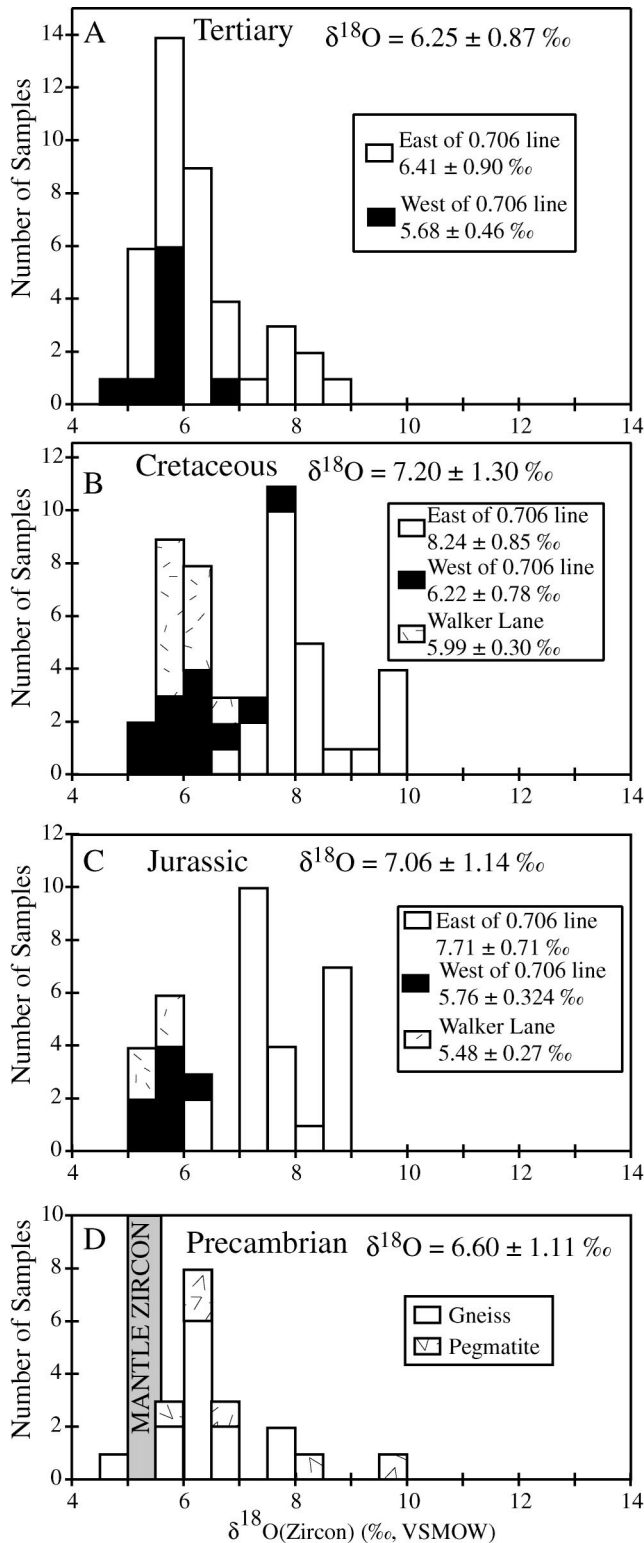 A Tertiary δ18O = 6.25 ± 0.87 ‰
14
12
10
8
6
4
2
0
Number of Samples
East of 0.706 line
6.41 ± 0.90 ‰
West of 0.706 line
5.68 ± 0.46 ‰
4 6 8 10 12 14
B Cretaceous δ18O = 7.20 ± 1.30 ‰
12
10
8
6
4
2
0
Number of Samples
East of 0.706 line
8.24 ± 0.85 ‰
West of 0.706 line
6.22 ± 0.78 ‰
Walker Lane
5.99 ± 0.30 ‰
4 6 8 10 12 14
C Jurassic δ18O = 7.06 ± 1.14 ‰
12
10
8
6
4
2
0
Number of Samples
East of 0.706 line
7.71 ± 0.71 ‰
West of 0.706 line
5.76 ± 0.324 ‰
Walker Lane
5.48 ± 0.27 ‰
4 6 8 10 12 14
D Precambrian δ18O = 6.60 ± 1.11 ‰
10
8
6
4
2
0
Number of Samples
MANTLE ZIRCON
Gneiss
Pegmatite
4 6 8 10 12 14
δ18O(Zircon) (‰, VSMOW)